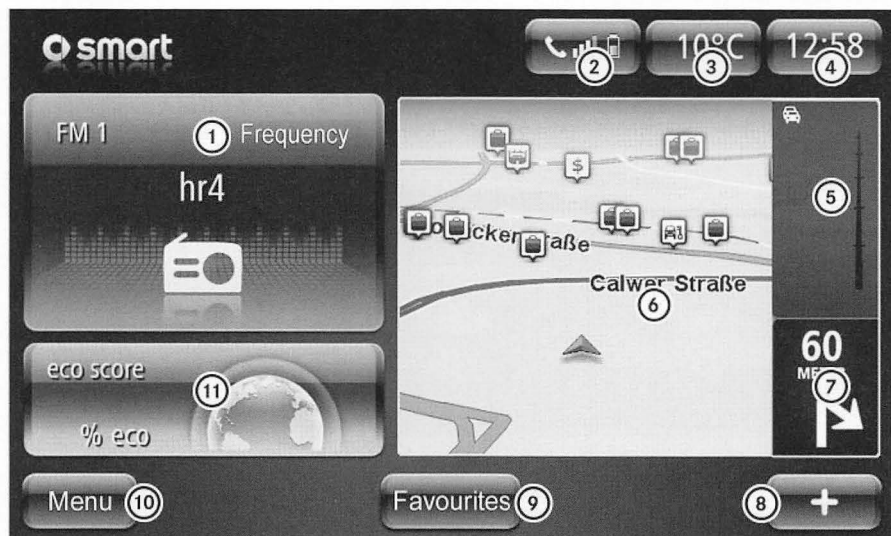 smart
2
10°C
3
12:58
4
FM 1
1
Frequency
hr4
$
5
Calwer Straße
6
60
7
eco score
11
% eco
Menu
10
Favourites
9
8
+